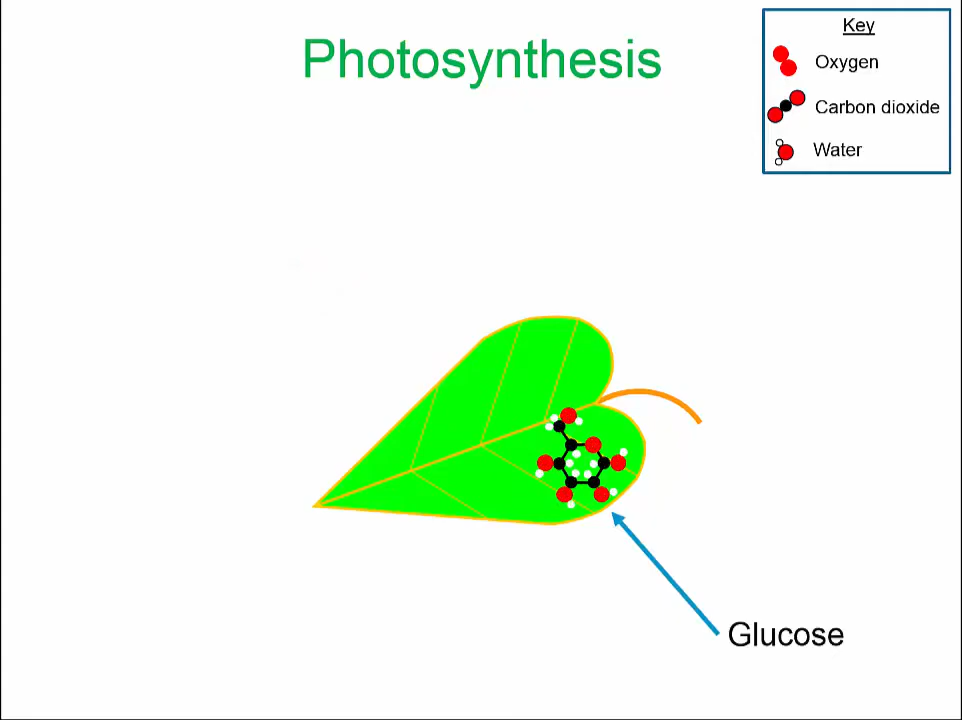 Photosynthesis
Key
Oxygen
Carbon dioxide
Water
Glucose